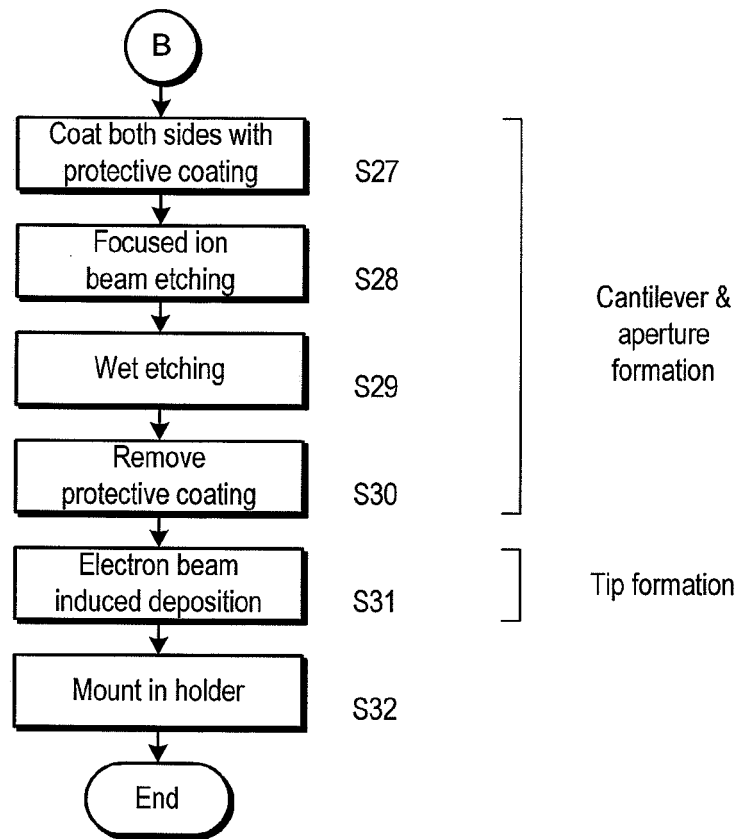 B
Coat both sides with
protective coating
S27
Focused ion
beam etching
S28
Wet etching
S29
Remove
protective coating
S30
Cantilever &
aperture
formation
Electron beam
induced deposition
S31
Tip formation
Mount in holder
S32
End